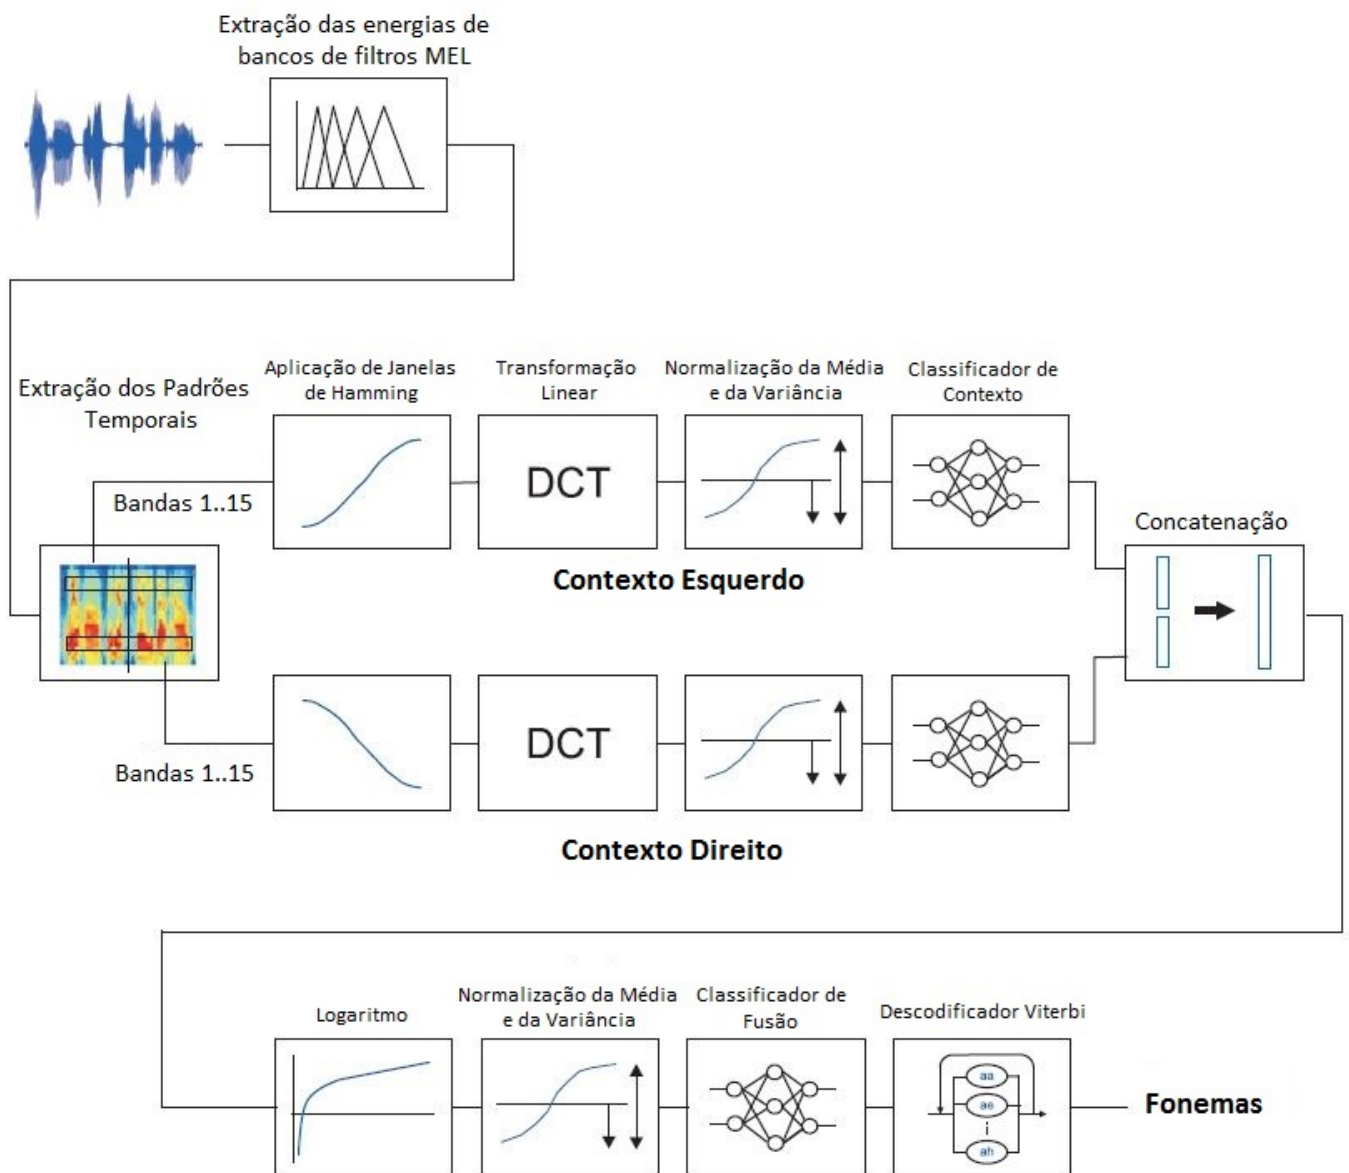 Extração das energias de
bancos de filtros MEL
Extração dos Padrões
Temporais
Aplicação de Janelas
de Hamming
Transformação
Linear
Normalização da Média
e da Variância
Classificador de
Contexto
Bandas 1..15
DCT
Contexto Esquerdo
Concatenação
Bandas 1..15
DCT
Contexto Direito
Logaritmo
Normalização da Média
e da Variância
Classificador de
Fusão
Descodificador Viterbi
aa
ae
ah
Fonemas